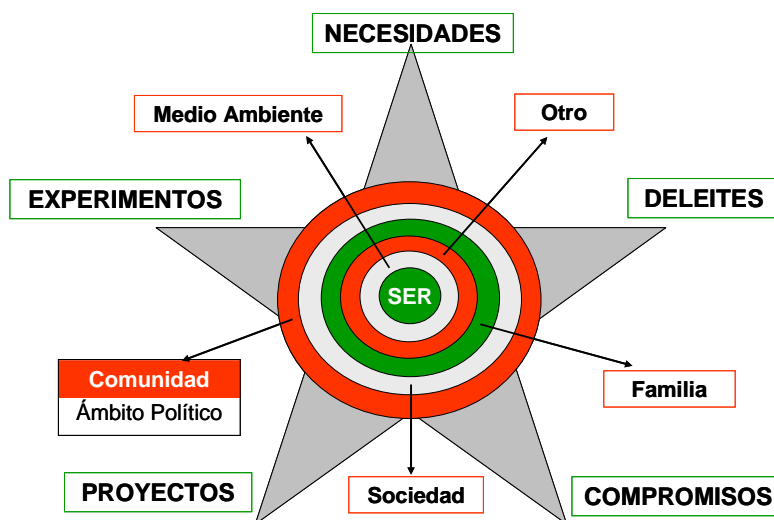 NECESIDADES
Medio Ambiente
Otro
EXPERIMENTOS
DELEITES
SER
Comunidad
Ámbito Político
Familia
PROYECTOS
Sociedad
COMPROMISOS